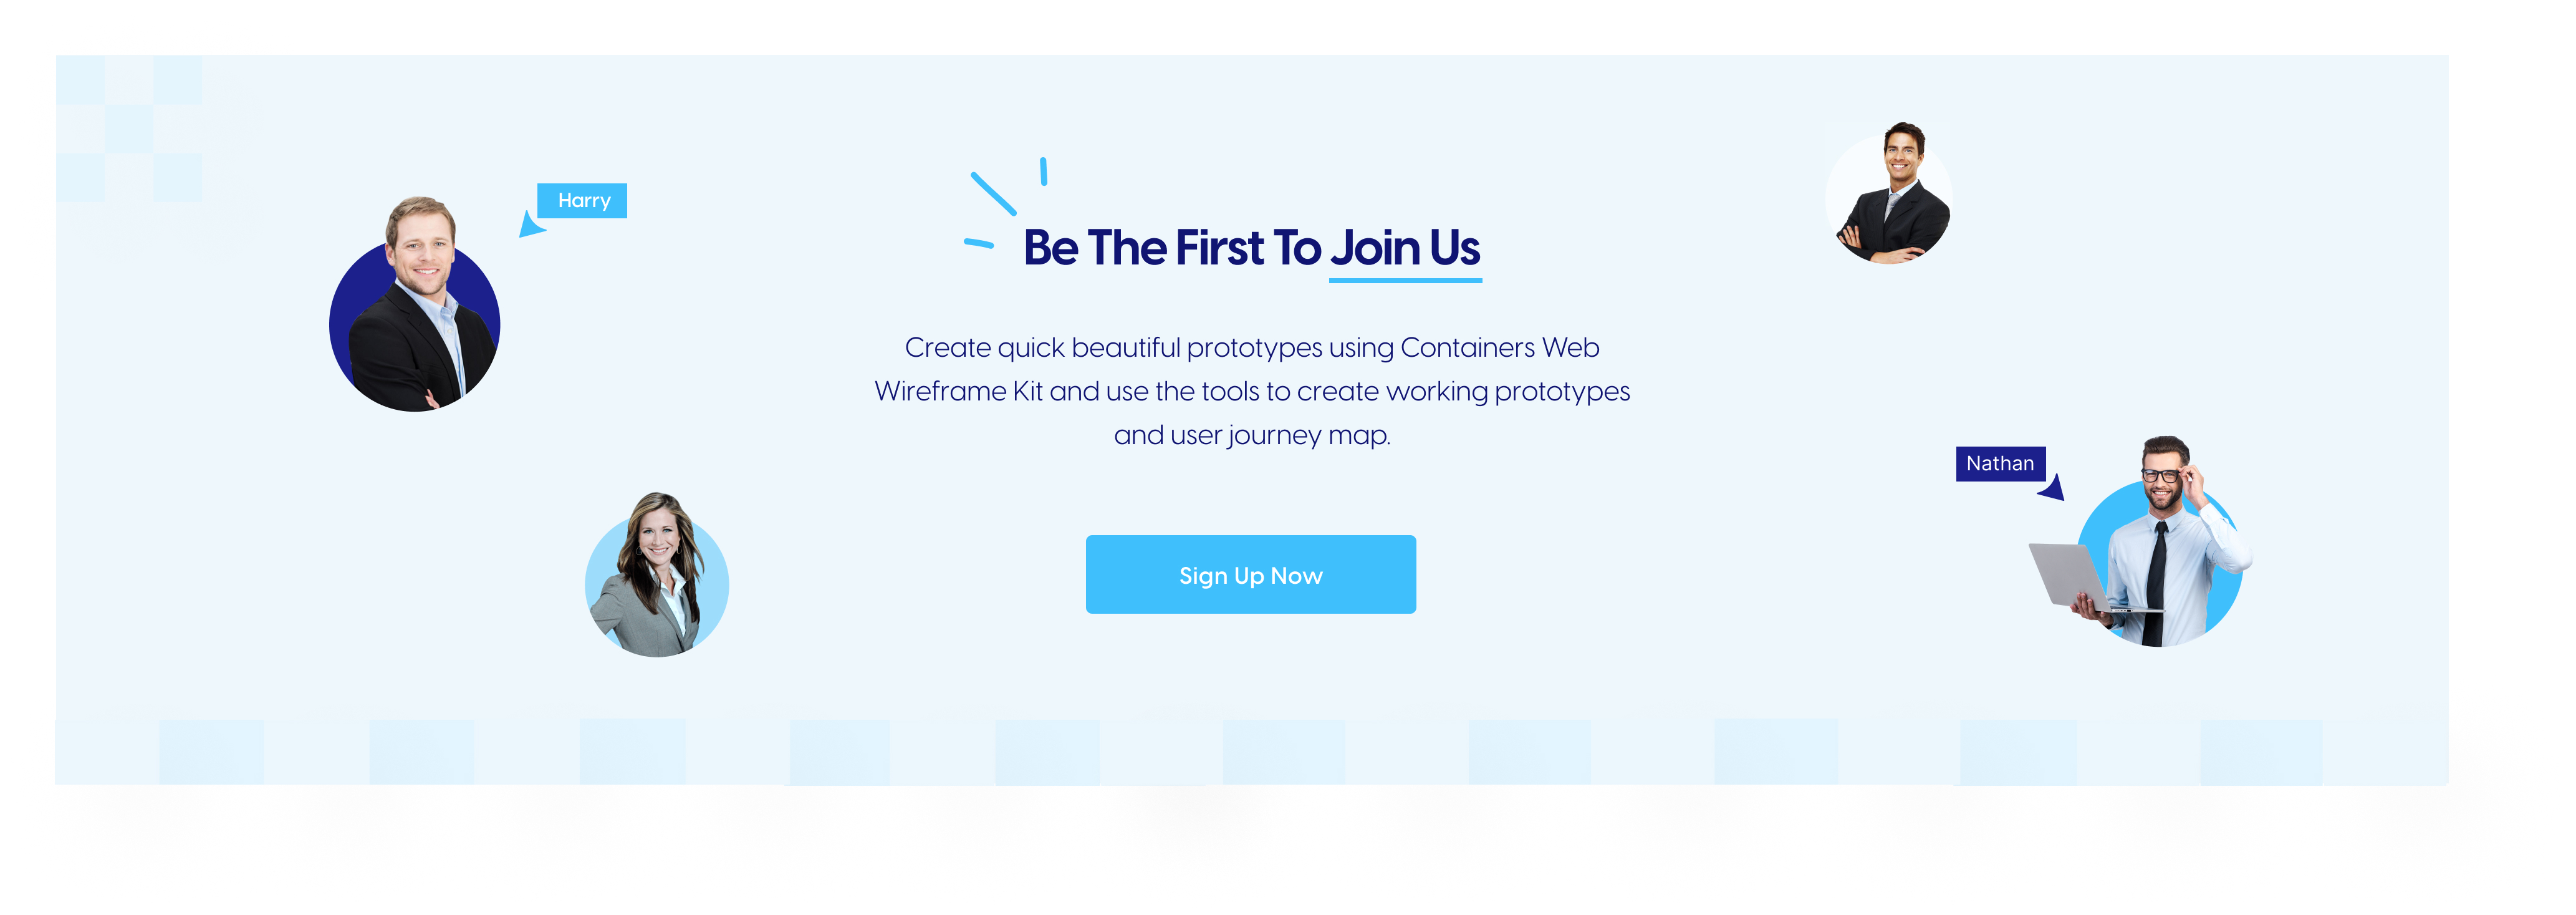 Harry
Be The First To Join Us
Create quick beautiful prototypes using Containers Web
Wireframe Kit and use the tools to create working prototypes
and user journey map.
Nathan
Sign Up Now